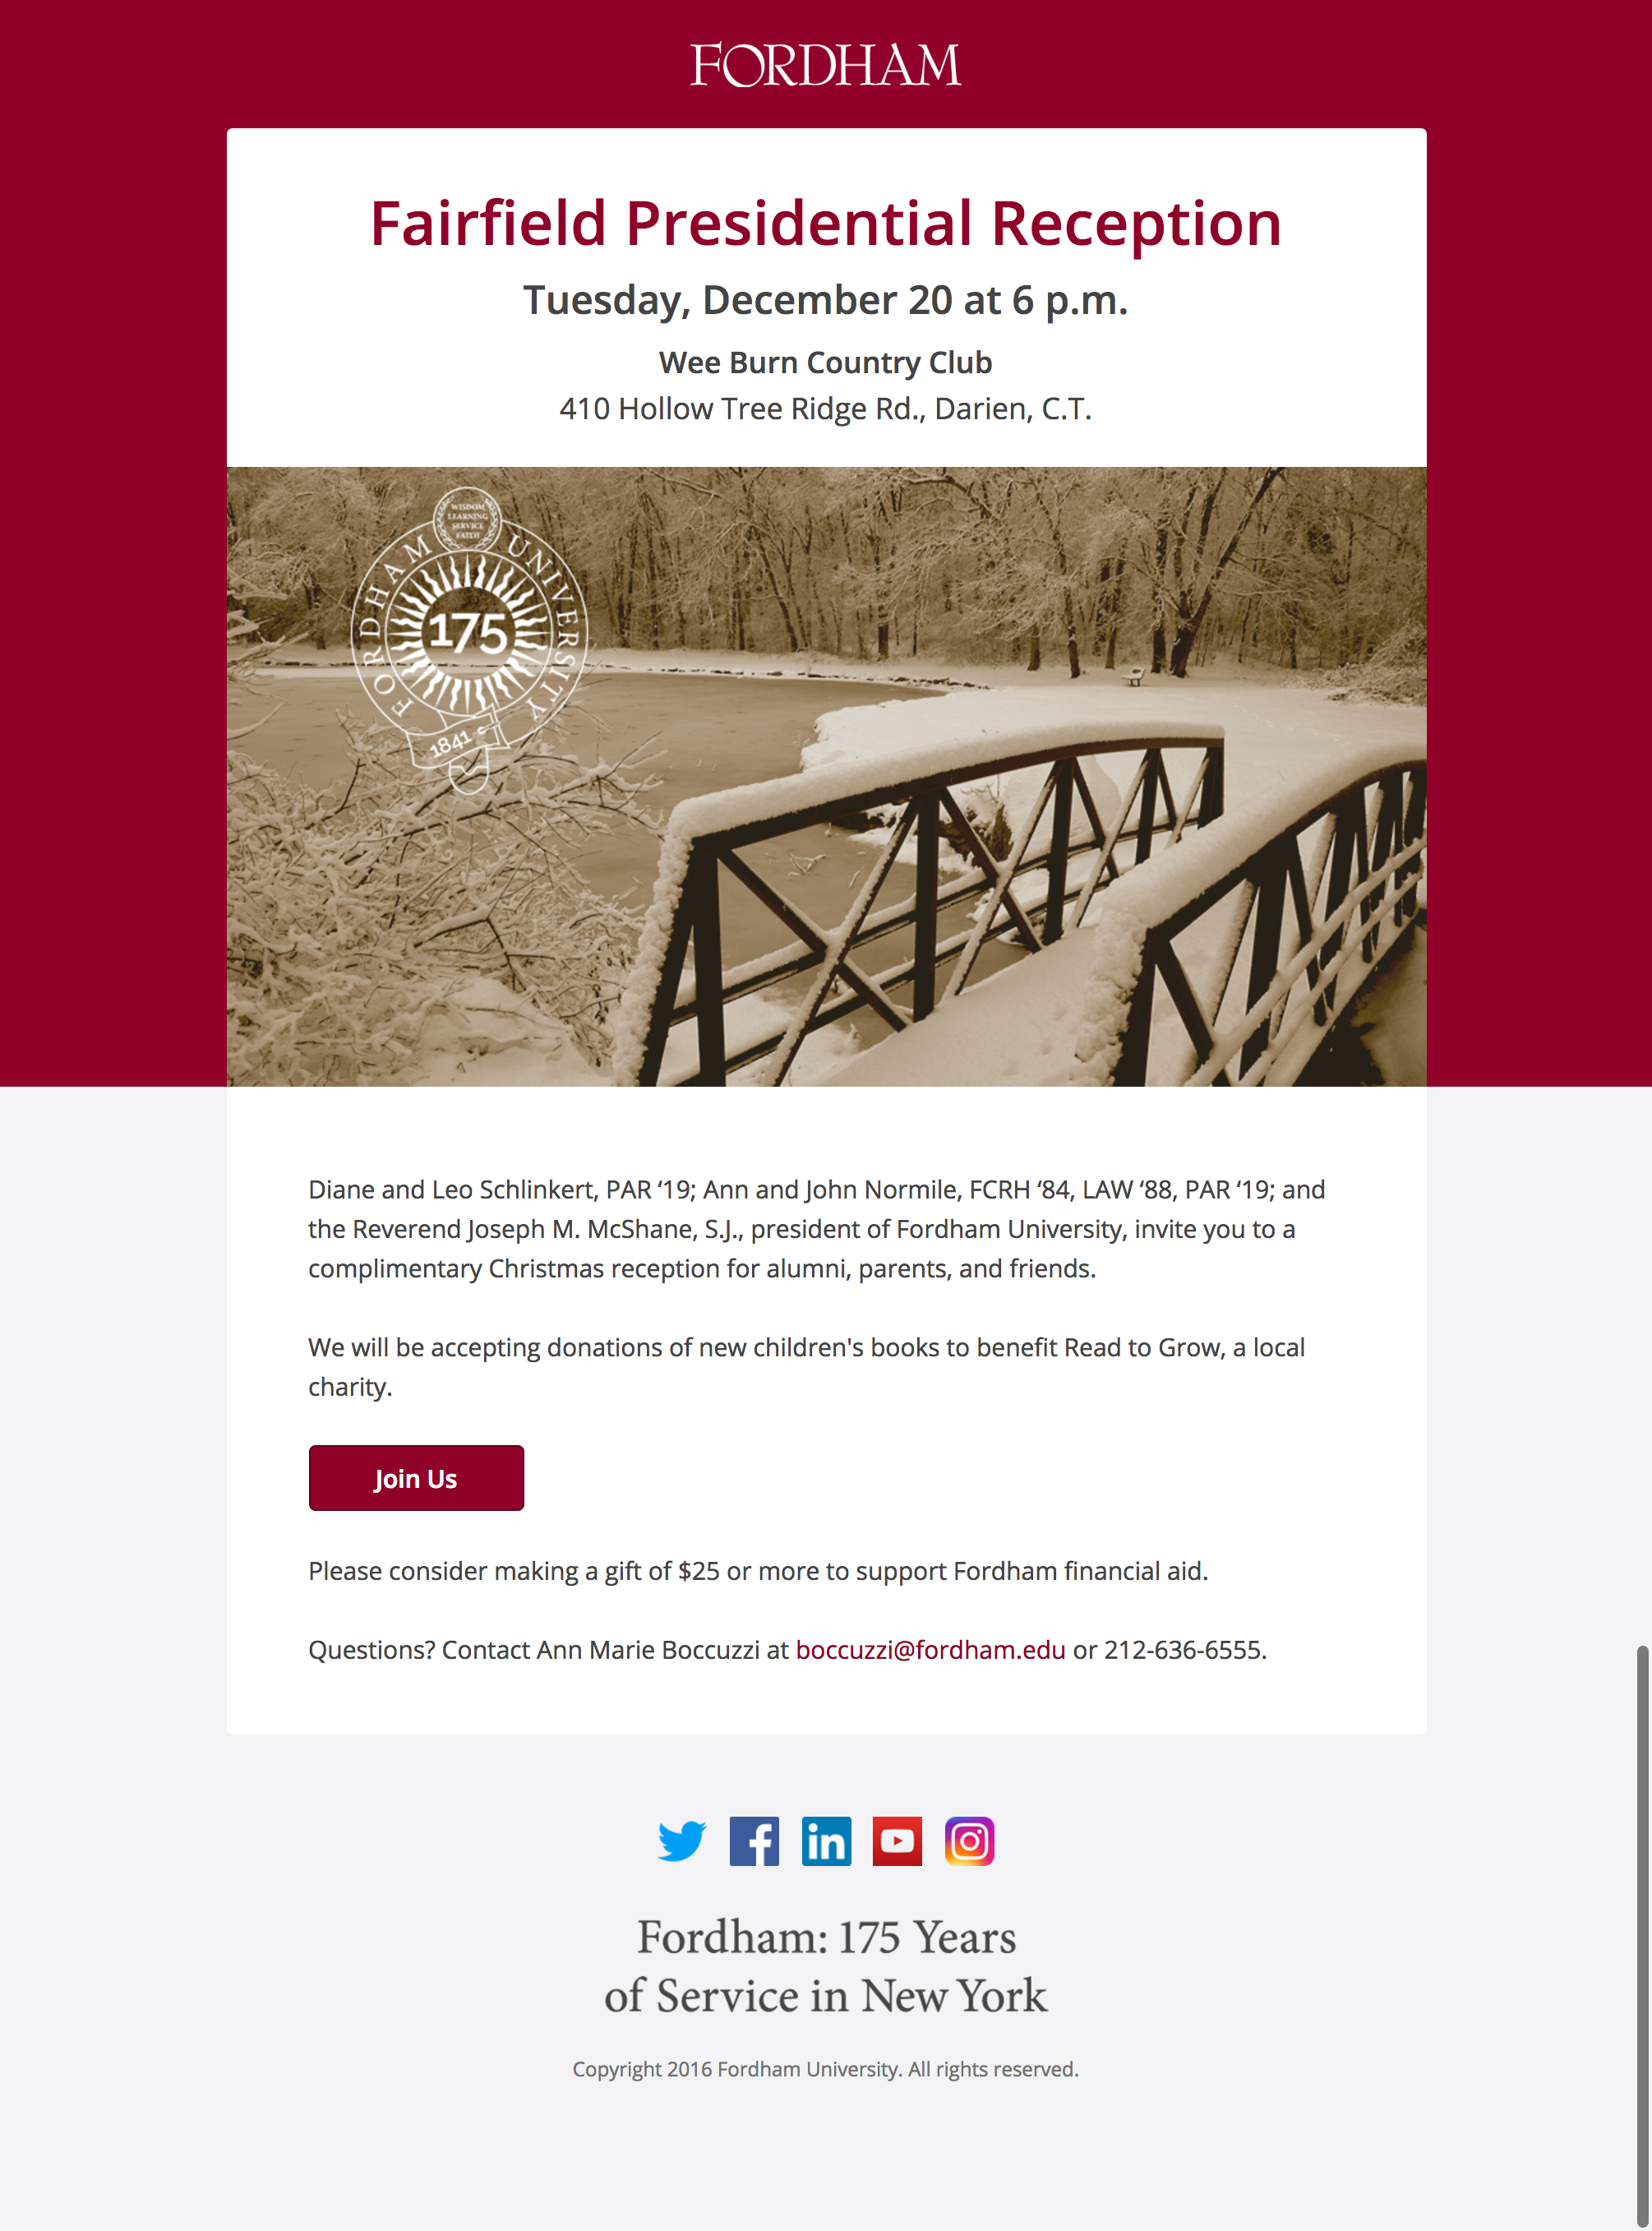 FORDHAM
Fairfield Presidential Reception
Tuesday, December 20 at 6 p.m.
Wee Burn Country Club
410 Hollow Tree Ridge Rd., Darien, C.T.
WISDOM
LEARNING
SERVICE
FAITH
FORDHAM UNIVERSITY
175
1841
Diane and Leo Schlinkert, PAR ‘19; Ann and John Normile, FCRH ‘84, LAW ‘88, PAR ‘19; and
the Reverend Joseph M. McShane, S.J., president of Fordham University, invite you to a
complimentary Christmas reception for alumni, parents, and friends.
We will be accepting donations of new children's books to benefit Read to Grow, a local
charity.
Join Us
Please consider making a gift of $25 or more to support Fordham financial aid.
Questions? Contact Ann Marie Boccuzzi at boccuzzi@fordham.edu or 212-636-6555.
Fordham: 175 Years
of Service in New York
Copyright 2016 Fordham University. All rights reserved.